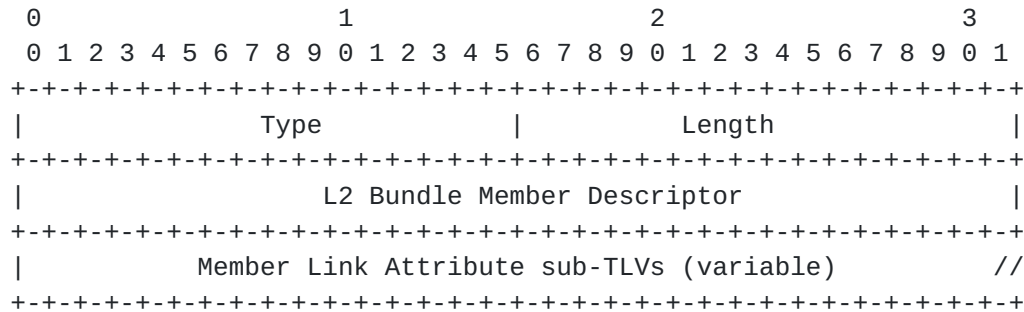 0                   1                   2                   3
 0 1 2 3 4 5 6 7 8 9 0 1 2 3 4 5 6 7 8 9 0 1 2 3 4 5 6 7 8 9 0 1
+-+-+-+-+-+-+-+-+-+-+-+-+-+-+-+-+-+-+-+-+-+-+-+-+-+-+-+-+-+-+-+-+
|               Type            |          Length               |
+-+-+-+-+-+-+-+-+-+-+-+-+-+-+-+-+-+-+-+-+-+-+-+-+-+-+-+-+-+-+-+-+
|                   L2 Bundle Member Descriptor                 |
+-+-+-+-+-+-+-+-+-+-+-+-+-+-+-+-+-+-+-+-+-+-+-+-+-+-+-+-+-+-+-+-+
|           Member Link Attribute sub-TLVs (variable)          //
+-+-+-+-+-+-+-+-+-+-+-+-+-+-+-+-+-+-+-+-+-+-+-+-+-+-+-+-+-+-+-+-+